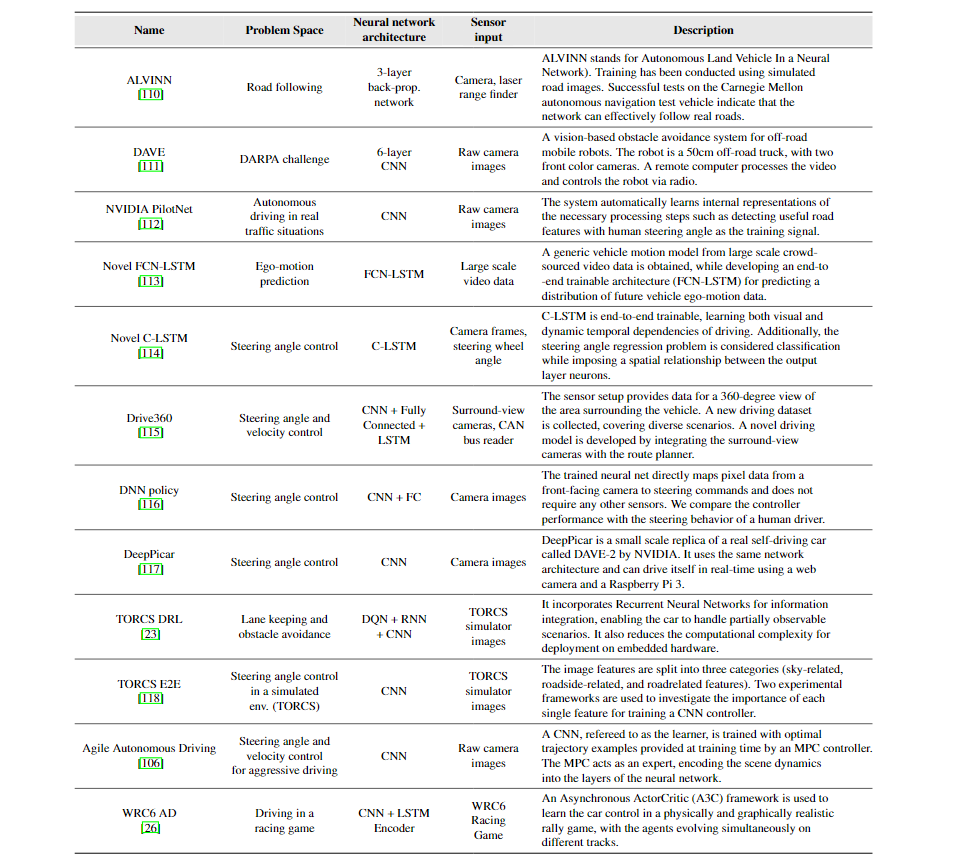 Name
Problem Space
Neural network
architecture
Sensor
input
Description
ALVINN
[110]
Road following
3-layer
back-prop.
network
Camera, laser
range finder
ALVINN stands for Autonomous Land Vehicle In a Neural
Network). Training has been conducted using simulated
road images. Successful tests on the Carnegie Mellon
autonomous navigation test vehicle indicate that the
network can effectively follow real roads.
DAVE
[111]
DARPA challenge
6-layer
CNN
Raw camera
images
A vision-based obstacle avoidance system for off-road
mobile robots. The robot is a 50cm off-road truck, with two
front color cameras. A remote computer processes the video
and controls the robot via radio.
NVIDIA PilotNet
[112]
Autonomous
driving in real
traffic situations
CNN
Raw camera
images
The system automatically learns internal representations of
the necessary processing steps such as detecting useful road
features with human steering angle as the training signal.
Novel FCN-LSTM
[113]
Ego-motion
prediction
FCN-LSTM
Large scale
video data
A generic vehicle motion model from large scale crowd-
sourced video data is obtained, while developing an end-to
-end trainable architecture (FCN-LSTM) for predicting a
distribution of future vehicle ego-motion data.
Novel C-LSTM
[114]
Steering angle control
C-LSTM
Camera frames,
steering wheel
angle
C-LSTM is end-to-end trainable, learning both visual and
dynamic temporal dependencies of driving. Additionally, the
steering angle regression problem is considered classification
while imposing a spatial relationship between the output
layer neurons.
Drive360
[115]
Steering angle and
velocity control
CNN + Fully
Connected +
LSTM
Surround-view
cameras, CAN
bus reader
The sensor setup provides data for a 360-degree view of
the area surrounding the vehicle. A new driving dataset
is collected, covering diverse scenarios. A novel driving
model is developed by integrating the surround-view
cameras with the route planner.
DNN policy
[116]
Steering angle control
CNN + FC
Camera images
The trained neural net directly maps pixel data from a
front-facing camera to steering commands and does not
require any other sensors. We compare the controller
performance with the steering behavior of a human driver.
DeepPicar
[117]
Steering angle control
CNN
Camera images
DeepPicar is a small scale replica of a real self-driving car
called DAVE-2 by NVIDIA. It uses the same network
architecture and can drive itself in real-time using a web
camera and a Raspberry Pi 3.
TORCS DRL
[23]
Lane keeping and
obstacle avoidance
DQN + RNN
+ CNN
TORCS
simulator
images
It incorporates Recurrent Neural Networks for information
integration, enabling the car to handle partially observable
scenarios. It also reduces the computational complexity for
deployment on embedded hardware.
TORCS E2E
[118]
Steering angle control
in a simulated
env. (TORCS)
CNN
TORCS
simulator
images
The image features are split into three categories (sky-related,
roadside-related, and roadrelated features). Two experimental
frameworks are used to investigate the importance of each
single feature for training a CNN controller.
Agile Autonomous Driving
[106]
Steering angle and
velocity control
for aggressive driving
CNN
Raw camera
images
A CNN, refereed to as the learner, is trained with optimal
trajectory examples provided at training time by an MPC controller.
The MPC acts as an expert, encoding the scene dynamics
into the layers of the neural network.
WRC6 AD
[26]
Driving in a
racing game
CNN + LSTM
Encoder
WRC6
Racing
Game
An Asynchronous ActorCritic (A3C) framework is used to
learn the car control in a physically and graphically realistic
rally game, with the agents evolving simultaneously on
different tracks.